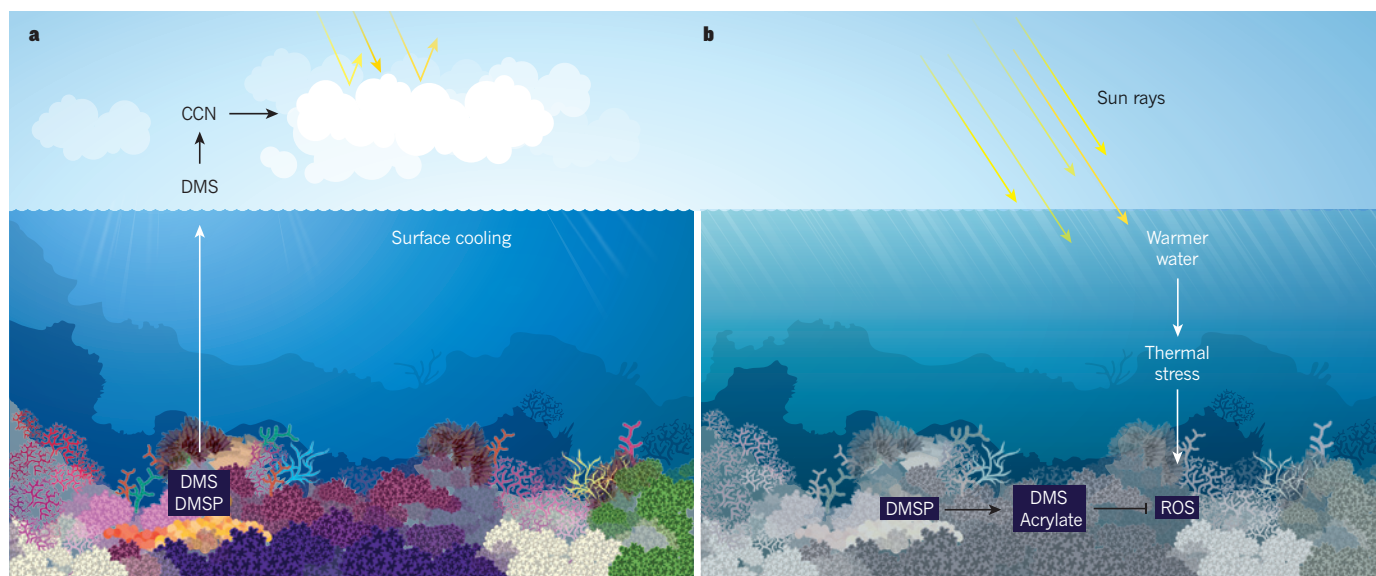 a
CCN
DMS
Surface cooling
DMS
DMSP
b
Sun rays
Warmer
water
Thermal
stress
DMSP
DMS
Acrylate
ROS